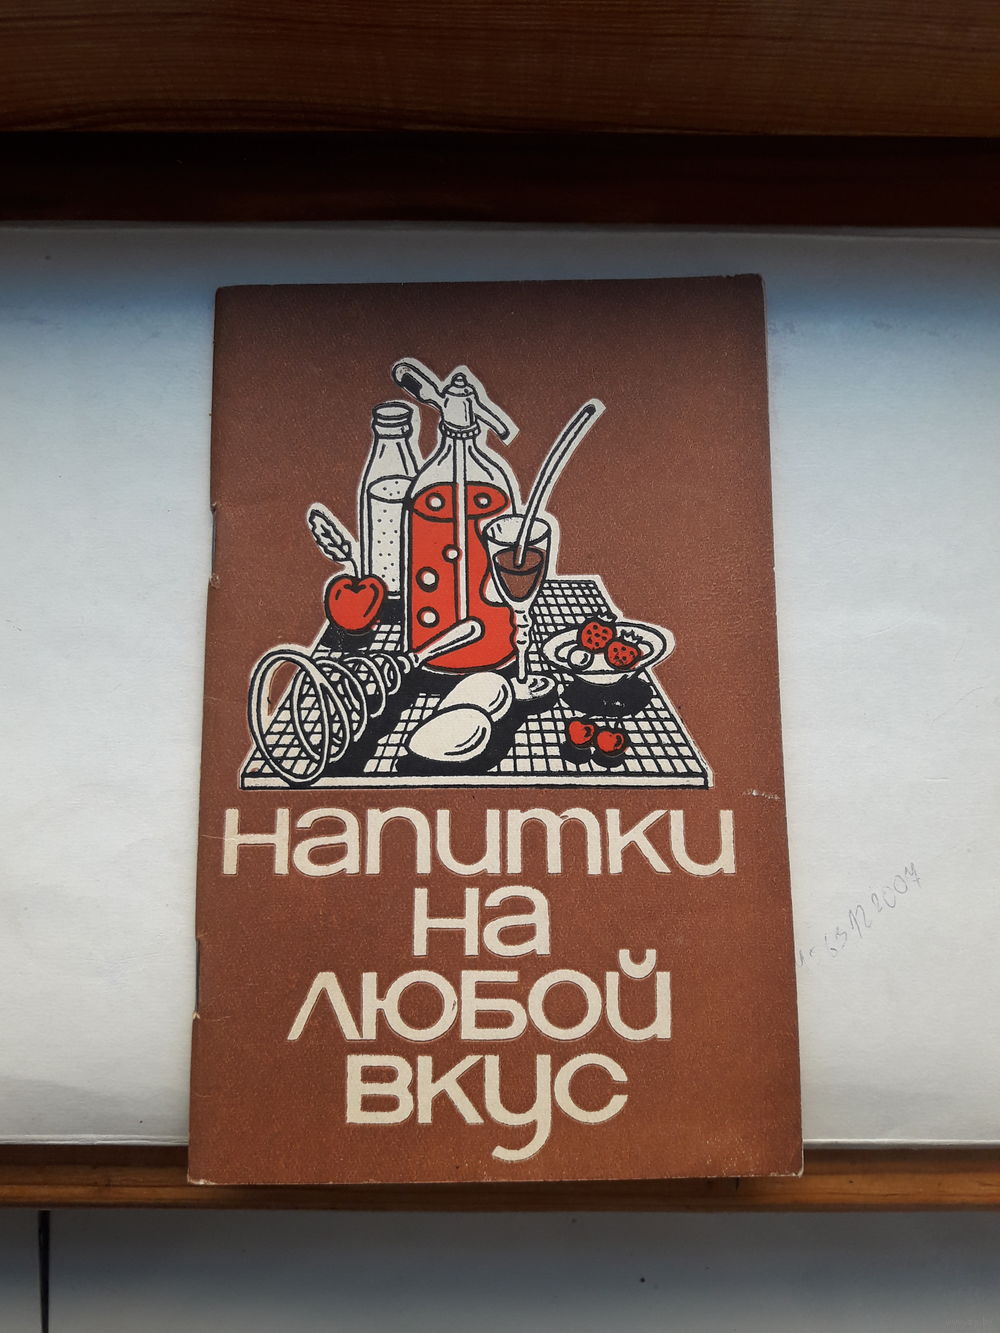 напитки
на
любой
вкус